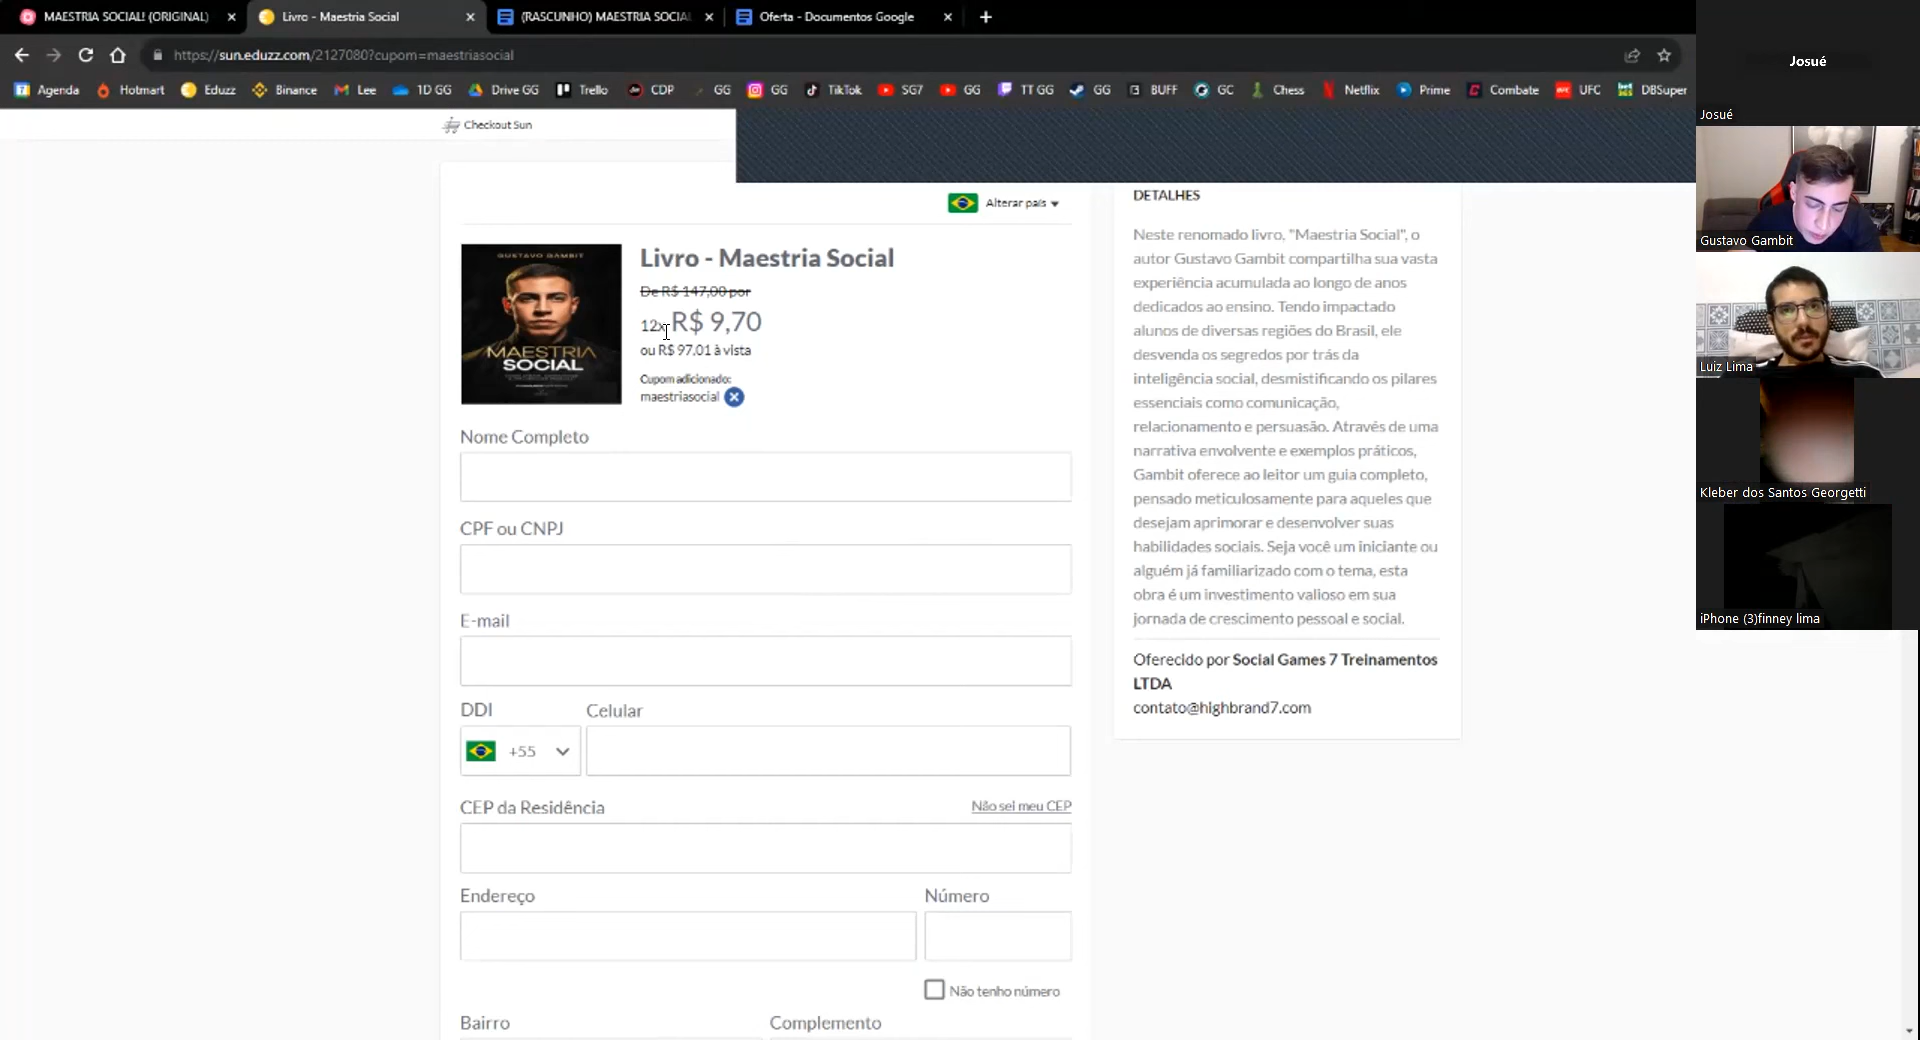 MAESTRIA SOCIAL! (ORIGINAL)
Livro - Maestria Social
(RASCUNHO) MAESTRIA SOCIAL
Oferta - Documentos Google
https://sun.eduzz.com/2127080?cupom=maestriasocial
Agenda
Hotmart
Eduzz
Binance
Lee
1D GG
Drive GG
Trello
CDP
GG
GG
TikTok
SG7
GG
TT GG
GG
BUFF
GC
Chess
Netflix
Prime
Combate
UFC
DBSuper
Checkout Sun
Alterar país
GUSTAVO GAMBIT
MAESTRIA
SOCIAL
Livro - Maestria Social
De R$ 147,00 por
12x R$ 9,70
ou R$ 97.01 à vista
Cupom adicionado:
maestriasocial
Nome Completo
CPF ou CNPJ
E-mail
DDI
Celular
+55
CEP da Residência
Não sei meu CEP
Endereço
Número
Não tenho número
Bairro
Complemento
DETALHES
Neste renomado livro, "Maestria Social", o
autor Gustavo Gambit compartilha sua vasta
experiência acumulada ao longo de anos
dedicados ao ensino. Tendo impactado
alunos de diversas regiões do Brasil, ele
desvenda os segredos por trás da
inteligência social, desmistificando os pilares
essenciais como comunicação,
relacionamento e persuasão. Através de uma
narrativa envolvente e exemplos práticos,
Gambit oferece ao leitor um guia completo,
pensado meticulosamente para aqueles que
desejam aprimorar e desenvolver suas
habilidades sociais. Seja você um iniciante ou
alguém já familiarizado com o tema, esta
obra é um investimento valioso em sua
jornada de crescimento pessoal e social.
Oferecido por Social Games 7 Treinamentos
LTDA
contato@highbrand7.com
Josué
Josué
Gustavo Gambit
Luiz Lima
Kleber dos Santos Georgetti
iPhone (3)finney lima